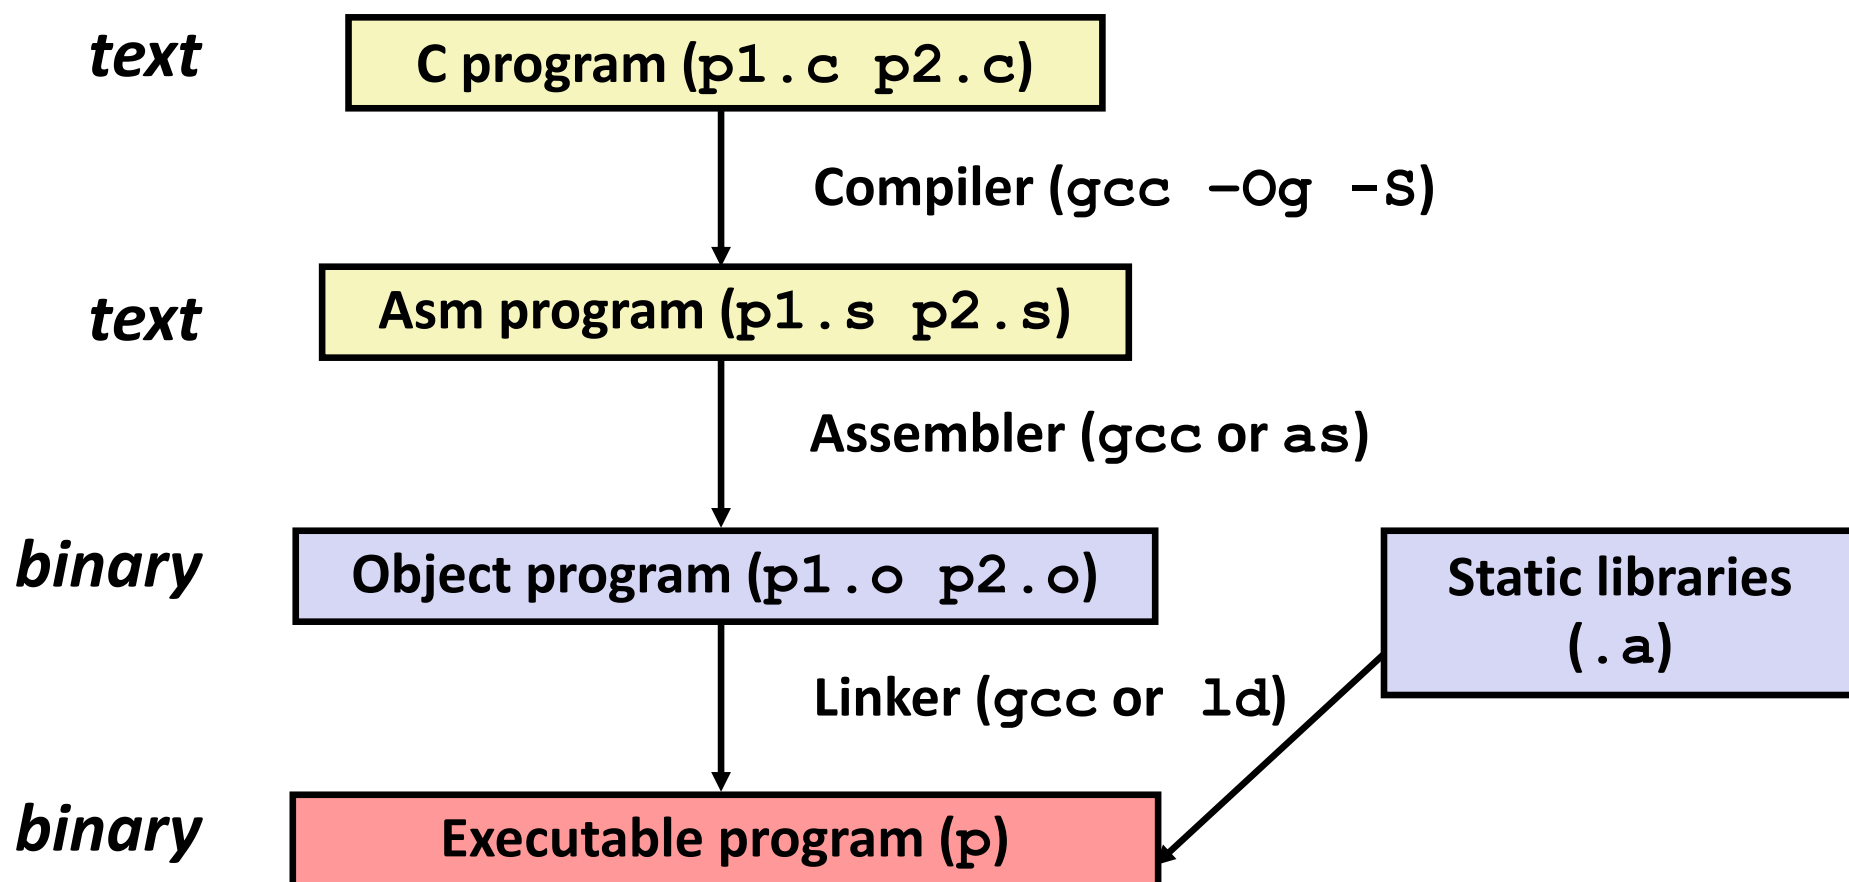 text
C program (p1.c p2.c)
Compiler (gcc –Og -S)
text
Asm program (p1.s p2.s)
Assembler (gcc or as)
binary
Object program (p1.o p2.o)
Static libraries
(.a)
Linker (gcc or ld)
binary
Executable program (p)